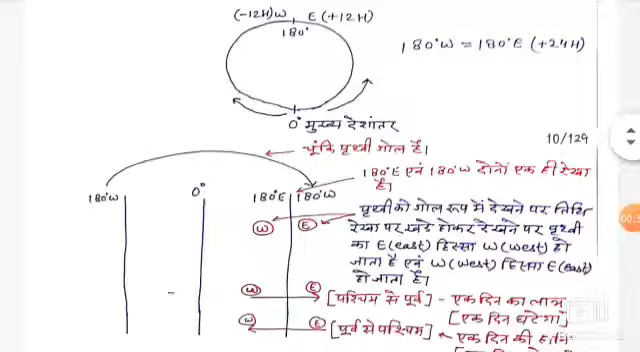 (-12H)W E(+12H)
180°
180°W = 180°E (+24H)
0° मुख्य देशांतर
10/129
चूंकि पृथ्वी गोल है।
180°E एवं 180°W दोनों एक ही रेखा
है।
180°W 0° 180°E 180°W
पृथ्वी को गोल रूप में देखने पर तिथि
W E रेखा पर खडे होकर देखने पर पृथ्वी
का E(east) हिस्सा W(west) हो
जाता है एवं W(west) हिस्सा E(east)
हो जाता है।
W E [पश्चिम से पूर्व] - एक दिन का लाभ
[एक दिन घटेगा]
W E [पूर्व से पश्चिम] एक दिन की हानि